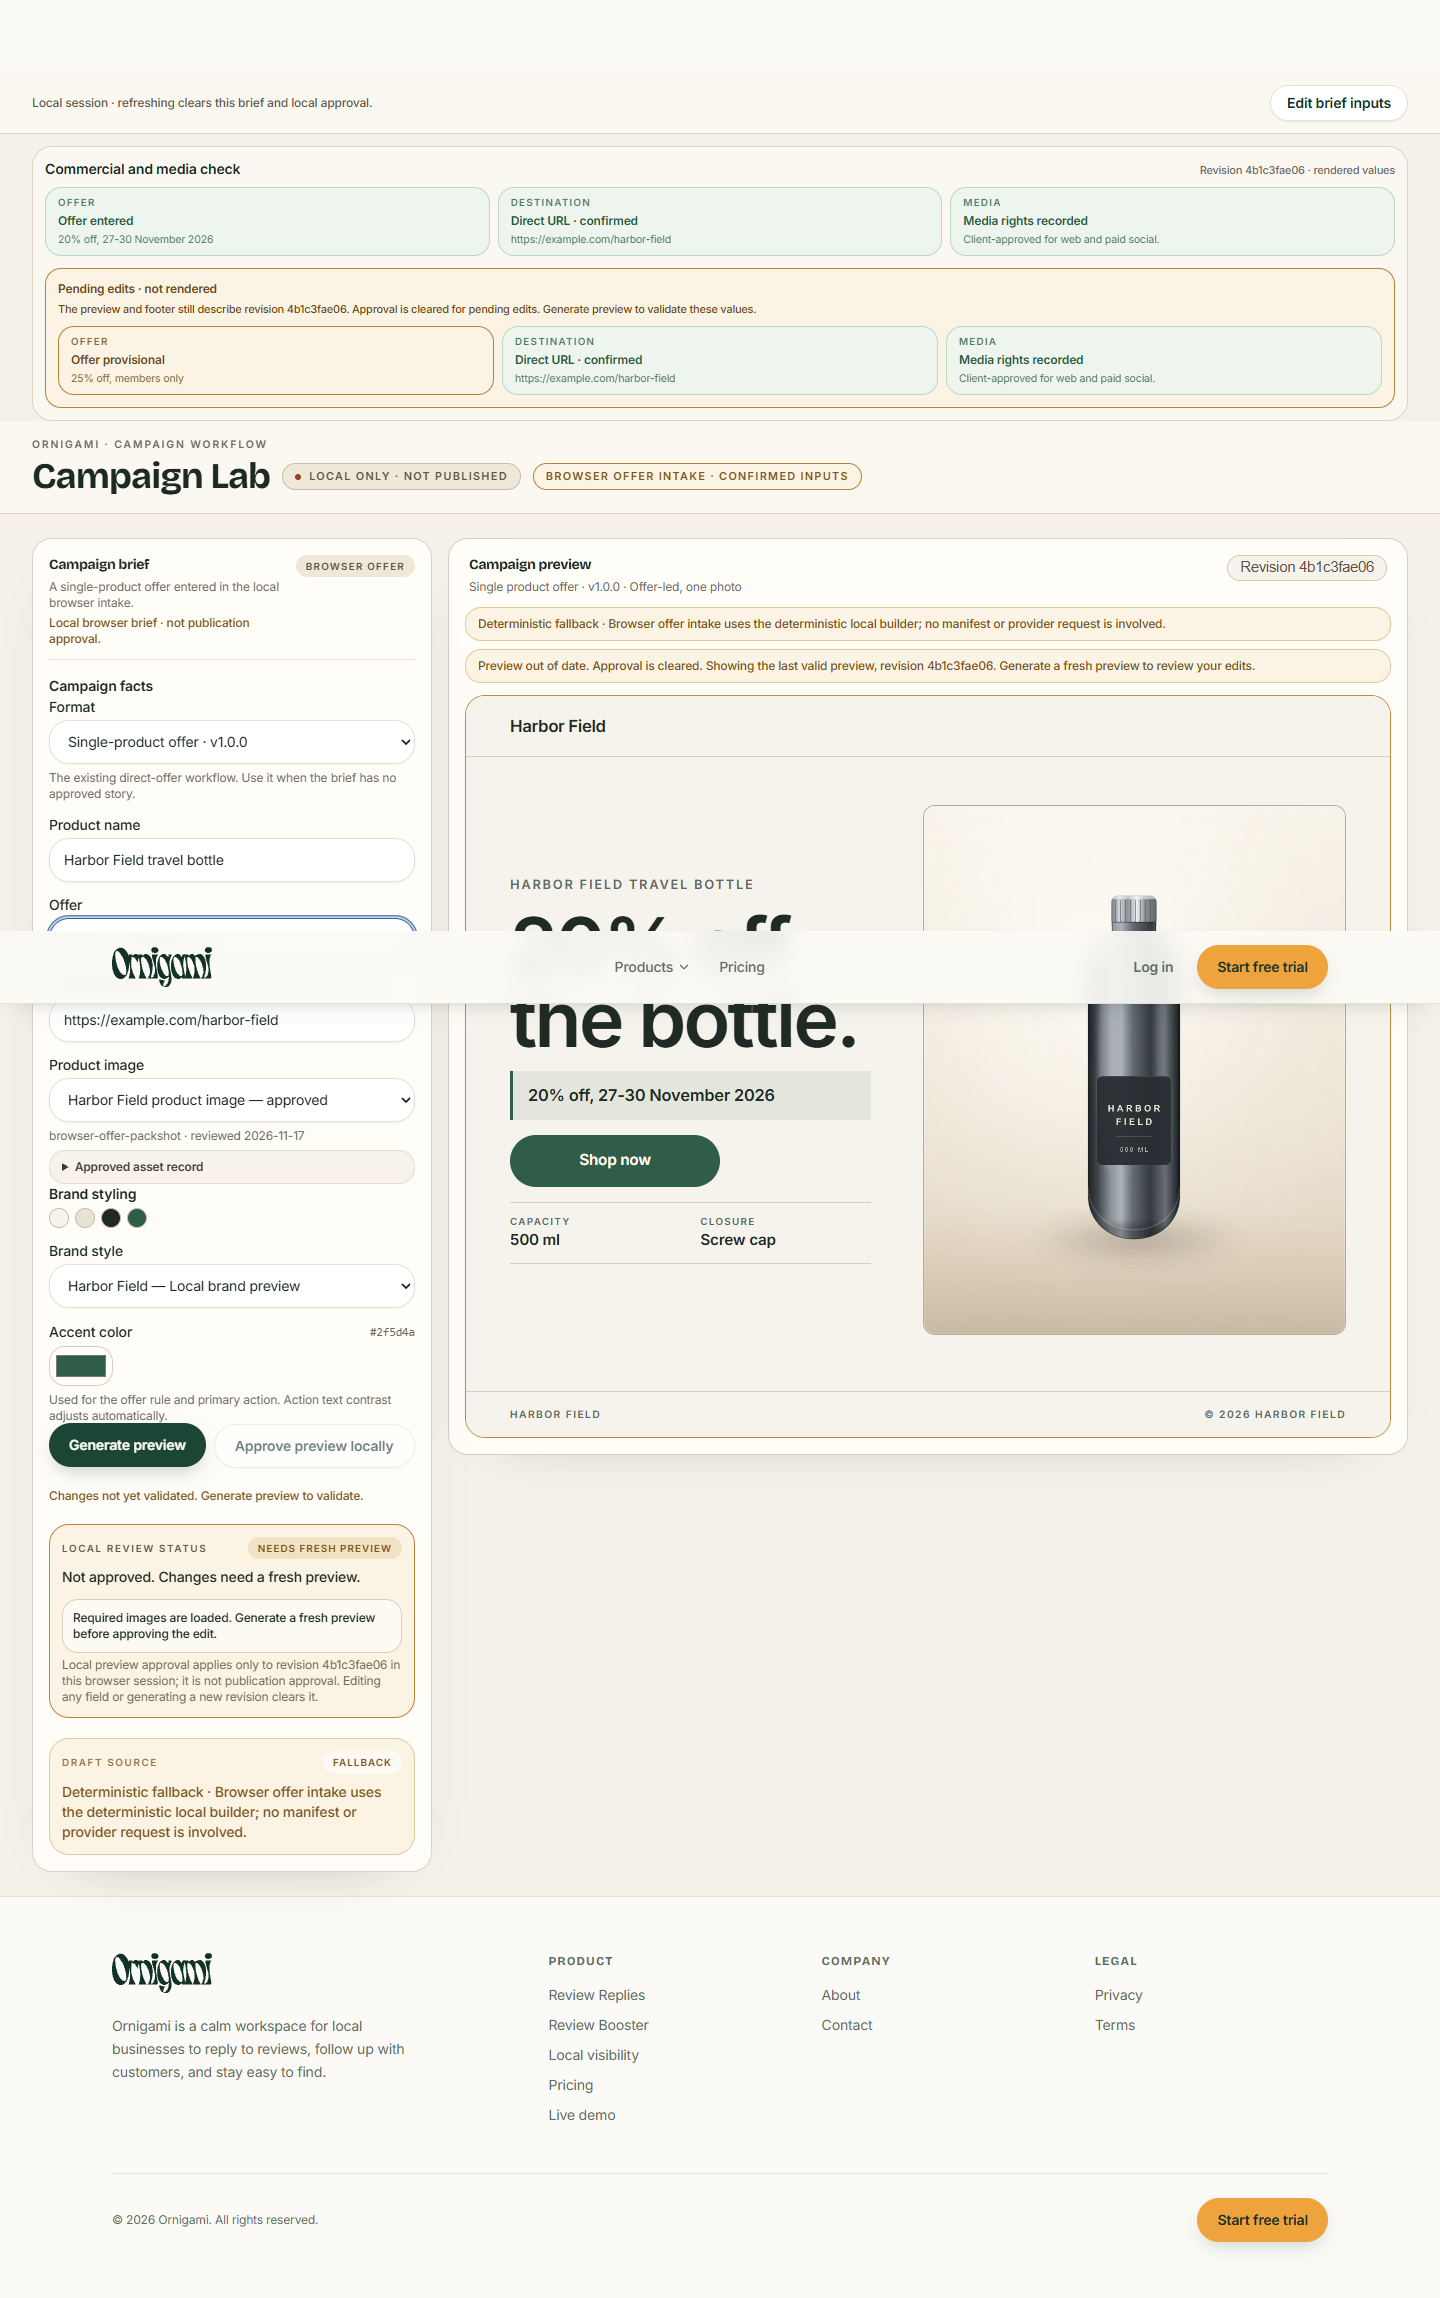 Local session · refreshing clears this brief and local approval.
Edit brief inputs
Commercial and media check
Revision 4b1c3fae06 · rendered values
OFFER
Offer entered
20% off, 27-30 November 2026
DESTINATION
Direct URL · confirmed
https://example.com/harbor-field
MEDIA
Media rights recorded
Client-approved for web and paid social.
Pending edits · not rendered
The preview and footer still describe revision 4b1c3fae06. Approval is cleared for pending edits. Generate preview to validate these values.
OFFER
Offer provisional
25% off, members only
DESTINATION
Direct URL · confirmed
https://example.com/harbor-field
MEDIA
Media rights recorded
Client-approved for web and paid social.
ORNIGAMI · CAMPAIGN WORKFLOW
Campaign Lab
LOCAL ONLY · NOT PUBLISHED
BROWSER OFFER INTAKE · CONFIRMED INPUTS
Campaign brief
BROWSER OFFER
A single-product offer entered in the local
browser intake.
Local browser brief · not publication
approval.
Campaign facts
Format
Single-product offer · v1.0.0
The existing direct-offer workflow. Use it when the brief has no
approved story.
Product name
Harbor Field travel bottle
Offer
https://example.com/harbor-field
Product image
Harbor Field product image — approved
browser-offer-packshot · reviewed 2026-11-17
Approved asset record
Brand styling
Brand style
Harbor Field — Local brand preview
Accent color
#2f5d4a
Used for the offer rule and primary action. Action text contrast
adjusts automatically.
Generate preview
Approve preview locally
Changes not yet validated. Generate preview to validate.
LOCAL REVIEW STATUS
NEEDS FRESH PREVIEW
Not approved. Changes need a fresh preview.
Required images are loaded. Generate a fresh preview
before approving the edit.
Local preview approval applies only to revision 4b1c3fae06 in
this browser session; it is not publication approval. Editing
any field or generating a new revision clears it.
DRAFT SOURCE
FALLBACK
Deterministic fallback · Browser offer intake uses
the deterministic local builder; no manifest or
provider request is involved.
Campaign preview
Single product offer · v1.0.0 · Offer-led, one photo
Revision 4b1c3fae06
Deterministic fallback · Browser offer intake uses the deterministic local builder; no manifest or provider request is involved.
Preview out of date. Approval is cleared. Showing the last valid preview, revision 4b1c3fae06. Generate a fresh preview to review your edits.
Harbor Field
HARBOR FIELD TRAVEL BOTTLE
20% off
the bottle.
20% off, 27-30 November 2026
Shop now
CAPACITY
500 ml
CLOSURE
Screw cap
HARBOR
FIELD
500 ML
HARBOR FIELD
© 2026 HARBOR FIELD
Ornigami
Products
Pricing
Log in
Start free trial
Ornigami
Ornigami is a calm workspace for local
businesses to reply to reviews, follow up with
customers, and stay easy to find.
PRODUCT
Review Replies
Review Booster
Local visibility
Pricing
Live demo
COMPANY
About
Contact
LEGAL
Privacy
Terms
© 2026 Ornigami. All rights reserved.
Start free trial